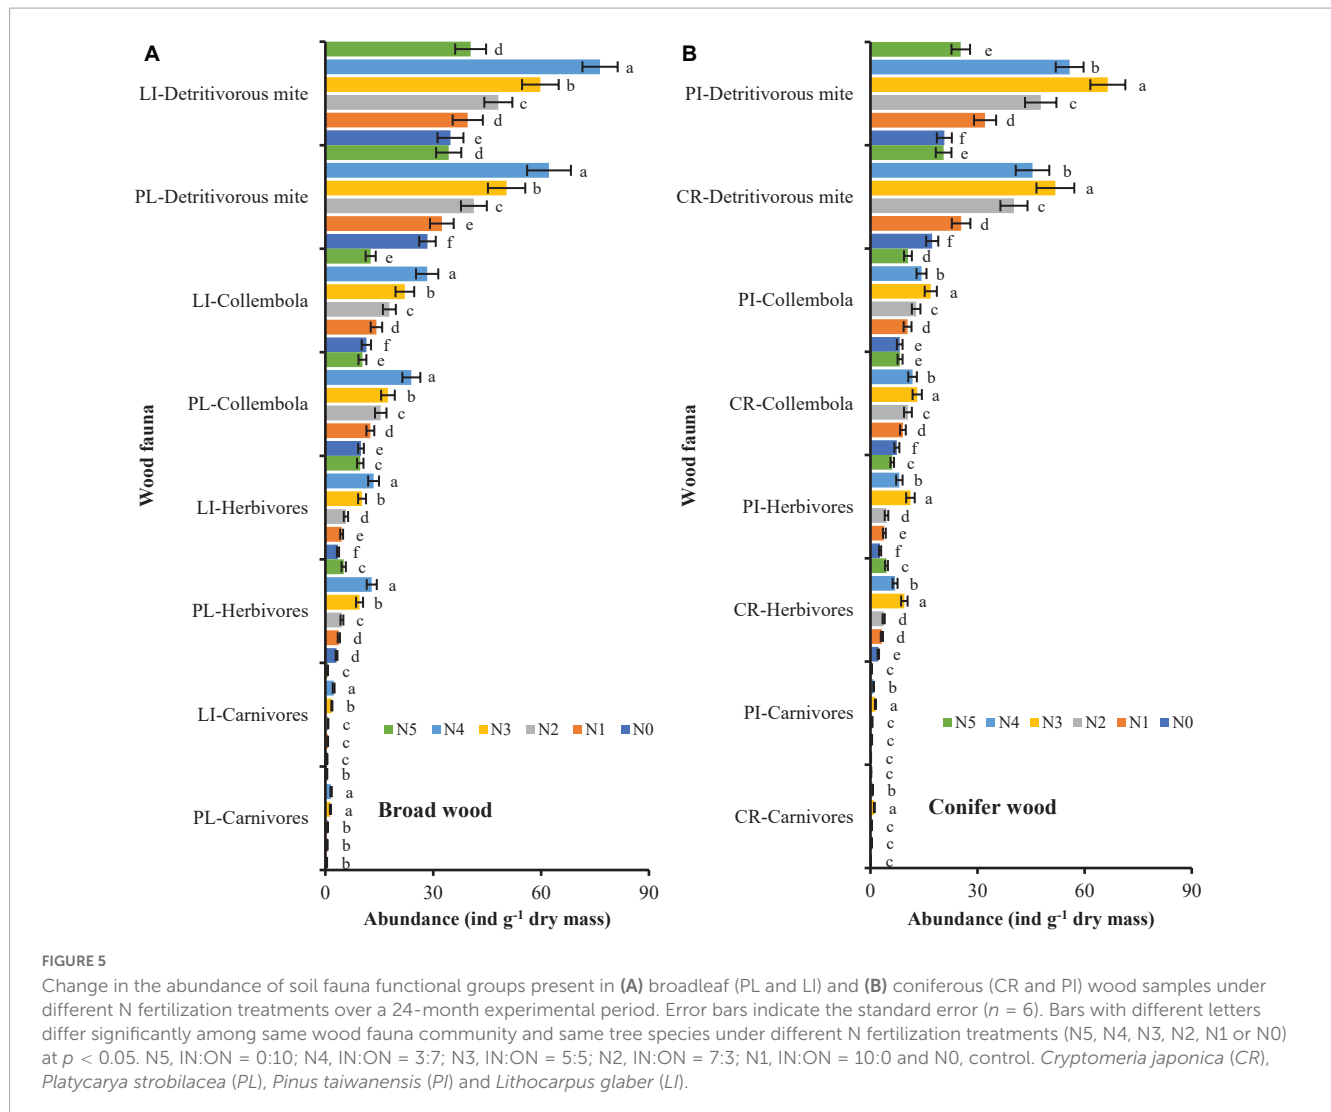 A
LI-Detritivorous mite
d
a
b
c
d
e
PL-Detritivorous mite
d
a
b
c
e
f
LI-Collembola
e
a
b
c
d
f
PL-Collembola
e
a
b
c
d
e
LI-Herbivores
c
a
b
d
e
f
PL-Herbivores
c
a
b
c
d
d
LI-Carnivores
c
a
b
c
c
c
PL-Carnivores
b
a
a
b
b
b
Wood fauna
N5 N4 N3 N2 N1 N0
Broad wood
0 30 60 90
Abundance (ind g⁻¹ dry mass)
B
PI-Detritivorous mite
e
b
a
c
d
f
CR-Detritivorous mite
e
b
a
c
d
f
PI-Collembola
d
b
a
c
d
e
CR-Collembola
e
b
a
c
d
f
PI-Herbivores
c
b
a
d
e
f
CR-Herbivores
c
b
a
d
d
e
PI-Carnivores
c
b
a
c
c
c
CR-Carnivores
c
b
a
c
c
c
Wood fauna
N5 N4 N3 N2 N1 N0
Conifer wood
0 30 60 90
Abundance (ind g⁻¹ dry mass)
FIGURE 5
Change in the abundance of soil fauna functional groups present in (A) broadleaf (PL and LI) and (B) coniferous (CR and PI) wood samples under
different N fertilization treatments over a 24-month experimental period. Error bars indicate the standard error (n = 6). Bars with different letters
differ significantly among same wood fauna community and same tree species under different N fertilization treatments (N5, N4, N3, N2, N1 or N0)
at p < 0.05. N5, IN:ON = 0:10; N4, IN:ON = 3:7; N3, IN:ON = 5:5; N2, IN:ON = 7:3; N1, IN:ON = 10:0 and N0, control. Cryptomeria japonica (CR),
Platycarya strobilacea (PL), Pinus taiwanensis (PI) and Lithocarpus glaber (LI).